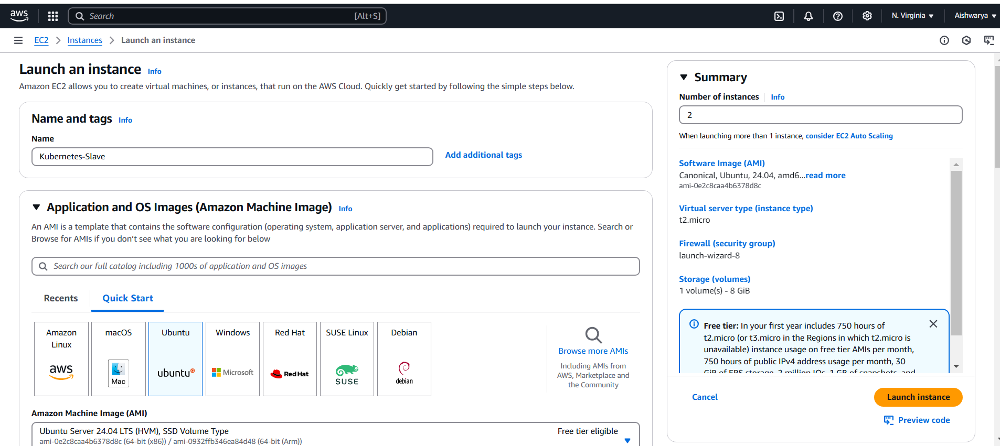 aws
Search [Alt+S]
N. Virginia
Aishwarya
EC2 > Instances > Launch an instance
Launch an instance Info
Amazon EC2 allows you to create virtual machines, or instances, that run on the AWS Cloud. Quickly get started by following the simple steps below.
Name and tags Info
Name
Kubernetes-Slave
Add additional tags
Application and OS Images (Amazon Machine Image) Info
An AMI is a template that contains the software configuration (operating system, application server, and applications) required to launch your instance. Search or
Browse for AMIs if you don’t see what you are looking for below
Search our full catalog including 1000s of application and OS images
Recents
Quick Start
Amazon
Linux
aws
macOS
Mac
Ubuntu
ubuntu
Windows
Microsoft
Red Hat
Red Hat
SUSE Linux
SUSE
Debian
debian
Browse more AMIs
Including AMIs from
AWS, Marketplace and
the Community
Amazon Machine Image (AMI)
Ubuntu Server 24.04 LTS (HVM), SSD Volume Type
Free tier eligible
ami-0e2c8caa4b6378d8c (64-bit (x86)) / ami-0932ffb346ea84d48 (64-bit (Arm))
Summary
Number of instances Info
2
When launching more than 1 instance, consider EC2 Auto Scaling
Software Image (AMI)
Canonical, Ubuntu, 24.04, amd6...read more
ami-0e2c8caa4b6378d8c
Virtual server type (instance type)
t2.micro
Firewall (security group)
launch-wizard-8
Storage (volumes)
1 volume(s) - 8 GiB
Free tier: In your first year includes 750 hours of
t2.micro (or t3.micro in the Regions in which t2.micro is
unavailable) instance usage on free tier AMIs per month,
750 hours of public IPv4 address usage per month, 30
GiB of EBS storage, 2 million IOs, 1 GB of snapshots, and
Cancel
Launch instance
Preview code